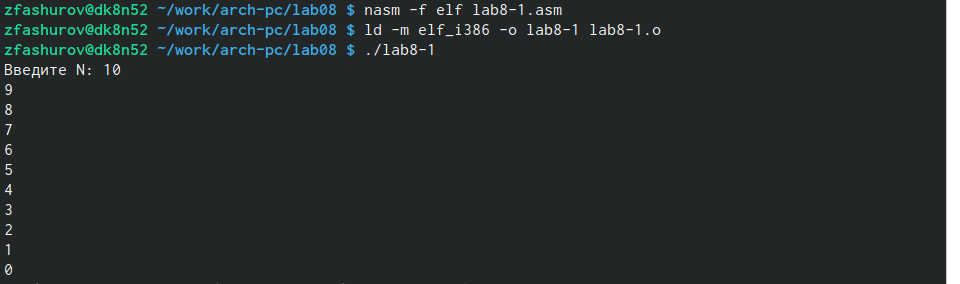 zfashurov@dk8n52 ~/work/arch-pc/lab08 $ nasm -f elf lab8-1.asm
zfashurov@dk8n52 ~/work/arch-pc/lab08 $ ld -m elf_i386 -o lab8-1 lab8-1.o
zfashurov@dk8n52 ~/work/arch-pc/lab08 $ ./lab8-1
Введите N: 10
9
8
7
6
5
4
3
2
1
0